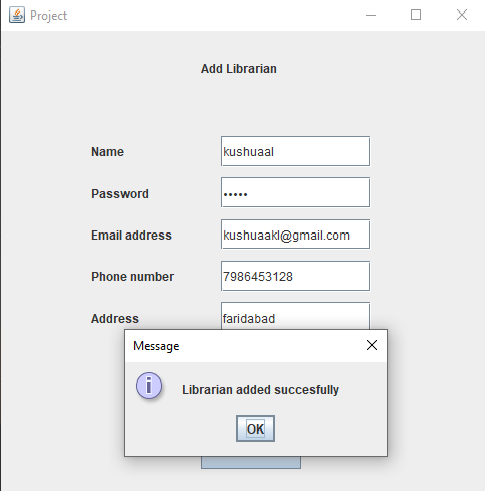 Project
Add Librarian
Name kushuaal
Password •••••
Email address kushuaakl@gmail.com
Phone number 7986453128
Address faridabad
Message
Librarian added succesfully
OK